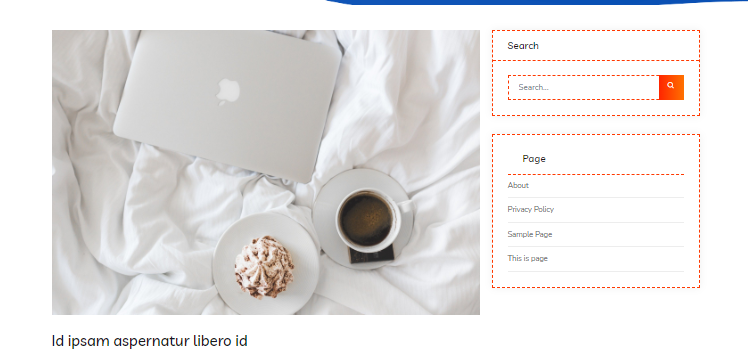 Search
Search...
Page
About
Privacy Policy
Sample Page
This is page
Id ipsam aspernatur libero id